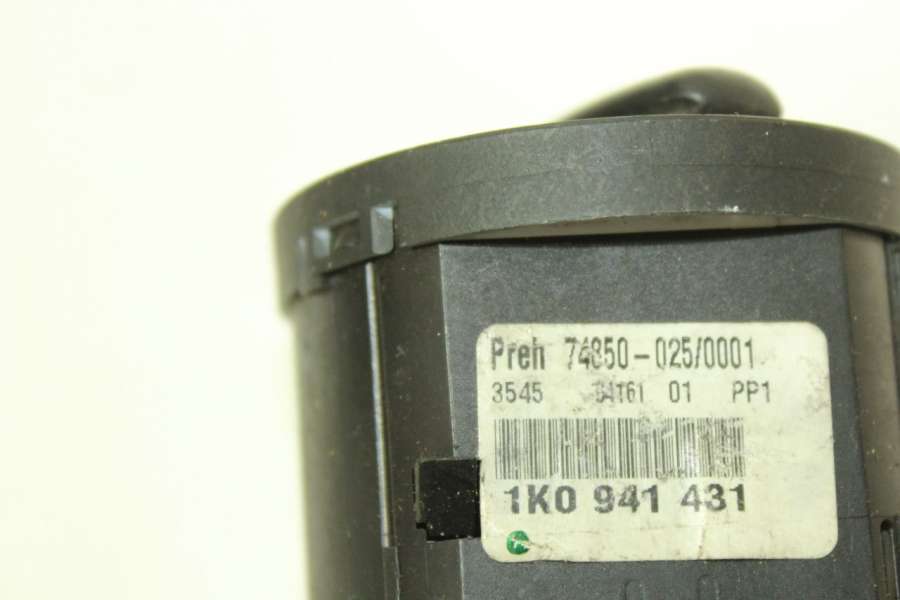 Preh 74850-025/0001
3545 01 PP1
1K0 941 431